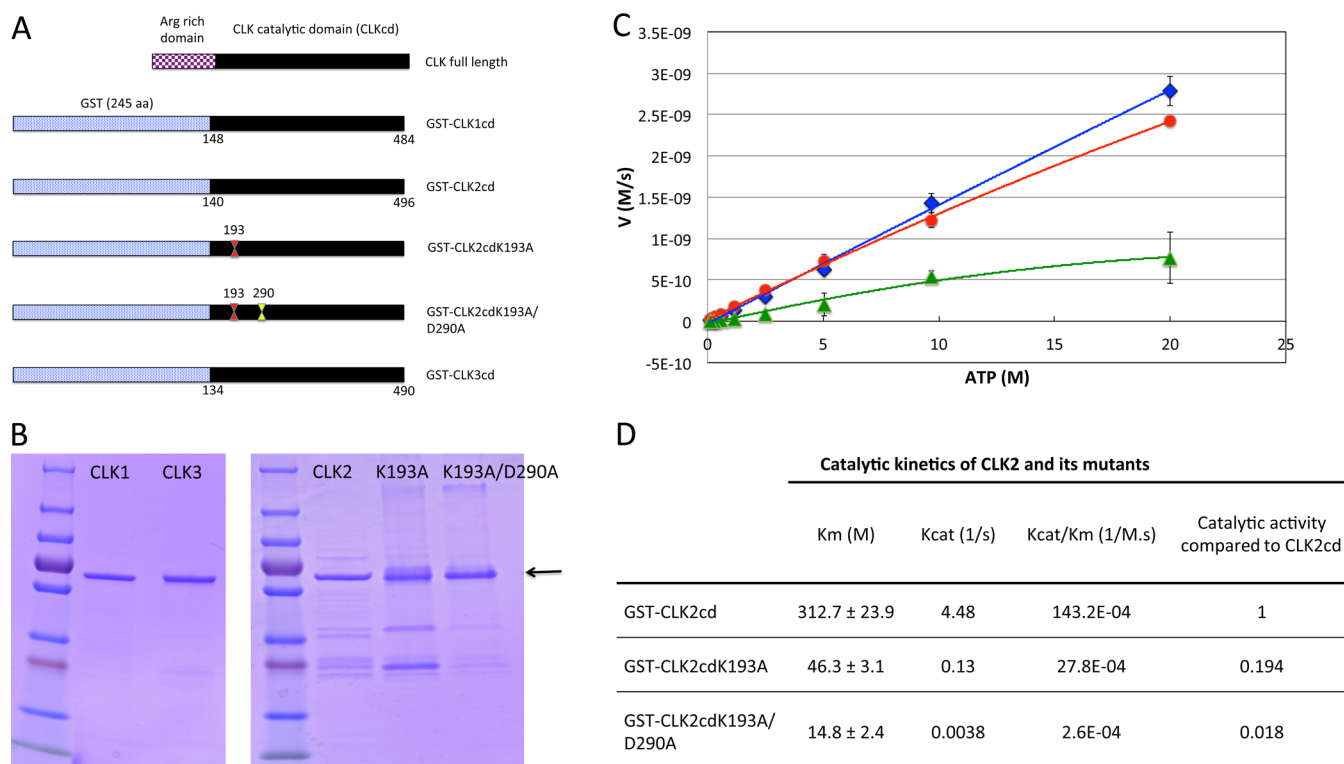 A
Arg rich
domain
CLK catalytic domain (CLKcd)
CLK full length
GST (245 aa)
GST-CLK1cd
148
484
GST-CLK2cd
140
496
193
GST-CLK2cdK193A
193
290
GST-CLK2cdK193A/
D290A
GST-CLK3cd
134
490
B
CLK1
CLK3
CLK2
K193A
K193A/D290A
C
3.5E-09
3E-09
2.5E-09
2E-09
1.5E-09
1E-09
5E-10
0
-5E-10
V (M/s)
0
5
10
15
20
25
ATP (M)
D
Catalytic kinetics of CLK2 and its mutants
Km (M)
Kcat (1/s)
Kcat/Km (1/M.s)
Catalytic activity
compared to CLK2cd
GST-CLK2cd
312.7 ± 23.9
4.48
143.2E-04
1
GST-CLK2cdK193A
46.3 ± 3.1
0.13
27.8E-04
0.194
GST-CLK2cdK193A/
D290A
14.8 ± 2.4
0.0038
2.6E-04
0.018